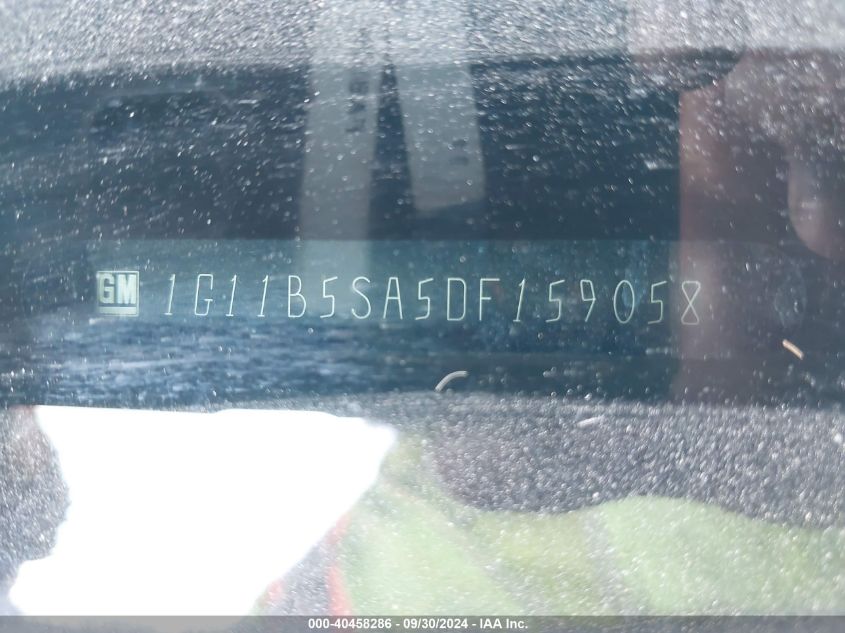 GM 1G11B5SA5DF159058
000-40458286 - 09/30/2024 - IAA Inc.